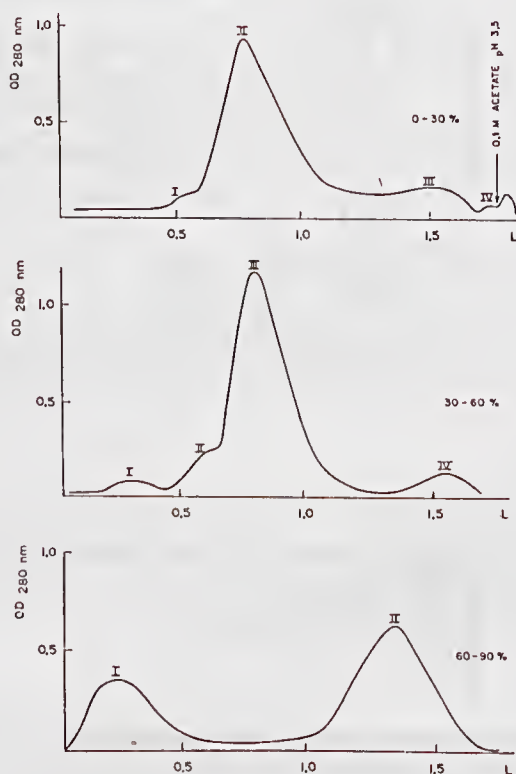 OD 280 nm
1,0
0,5
I
II
III
IV
0-30 %
0,1 M ACETATE pH 3,5
0,5
1,0
1,5
L
OD 280 nm
1,0
0,5
I
II
III
IV
30-60 %
0,5
1,0
1,5
L
OD 280 nm
1,0
0,5
I
II
60-90 %
0,5
1,0
1,5
L